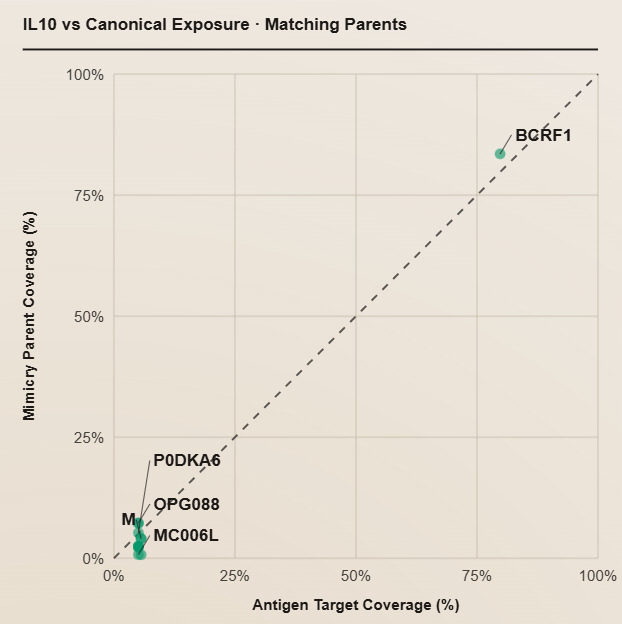 IL10 vs Canonical Exposure · Matching Parents
100%
BCRF1
75%
Mimicry Parent Coverage (%)
50%
25%
P0DKA6
OPG088
M
MC006L
0%
0% 25% 50% 75% 100%
Antigen Target Coverage (%)